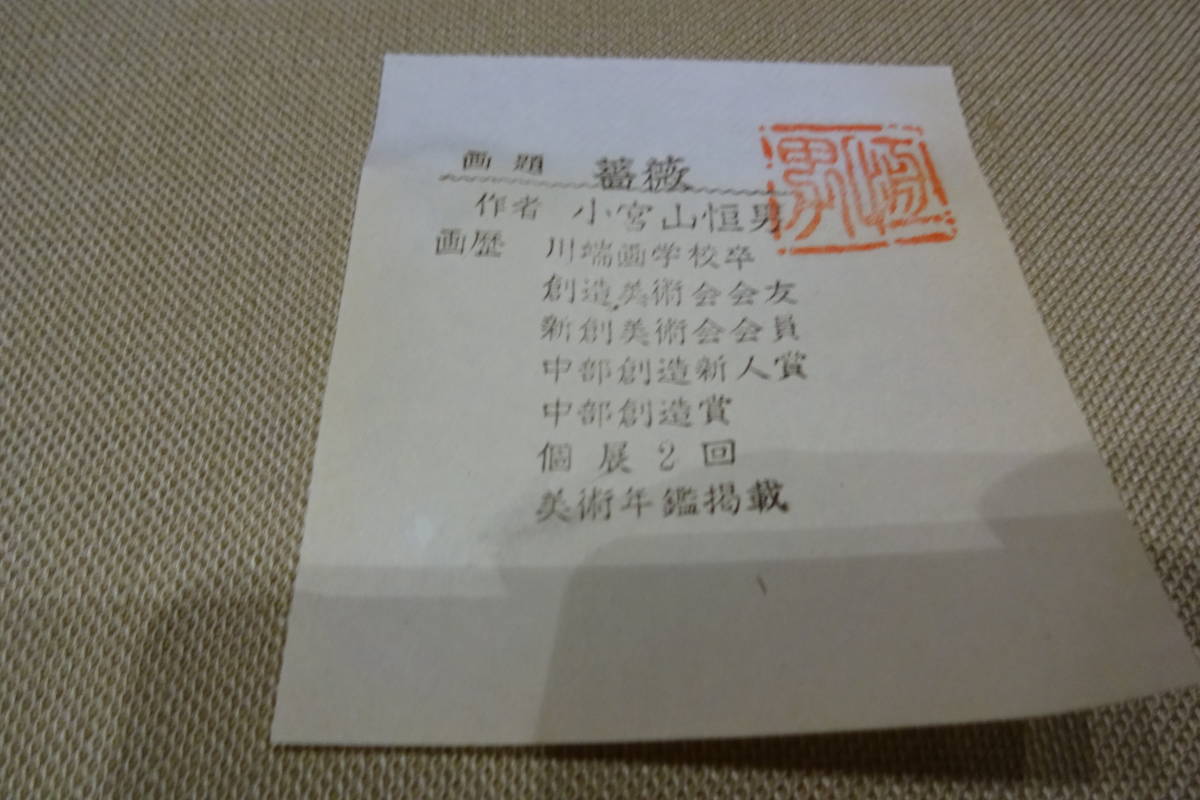 画題 薔薇
作者 小宮山恒男
画歴 川端画学校卒
創造美術会会友
新創美術会会員
中部創造新人賞
中部創造賞
個展2回
美術年鑑掲載
恒男